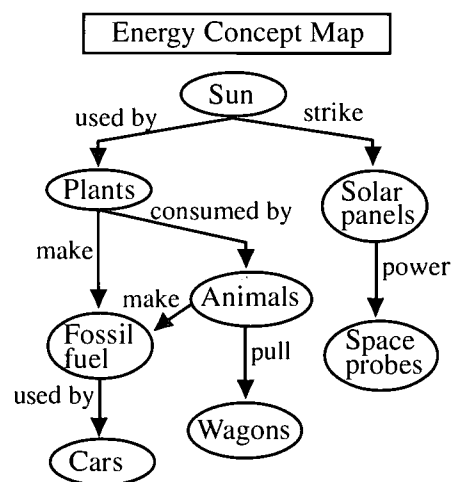 Energy Concept Map
Sun
used by
strike
Plants
consumed by
Solar
panels
make
power
make
Animals
Fossil
fuel
pull
Space
probes
used by
Wagons
Cars